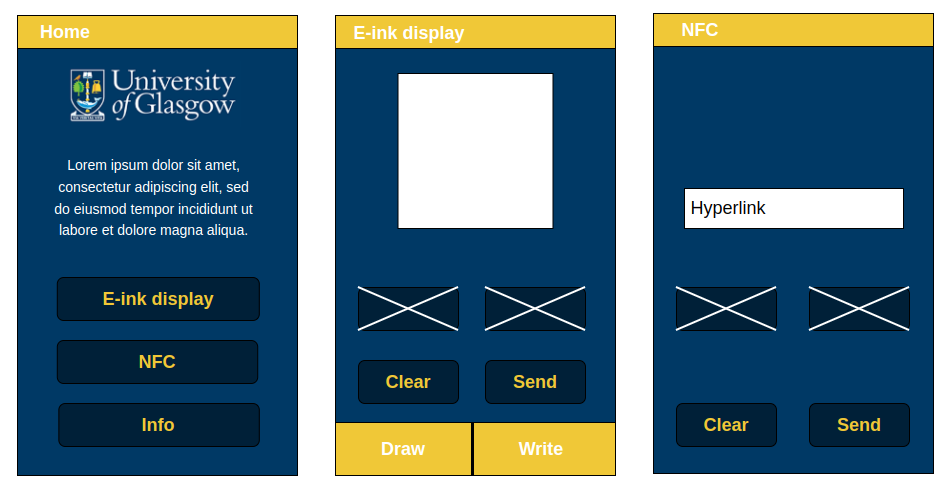 Home
University
of Glasgow
Lorem ipsum dolor sit amet,
consectetur adipiscing elit, sed
do eiusmod tempor incididunt ut
labore et dolore magna aliqua.
E-ink display
NFC
Info
E-ink display
Clear
Send
Draw
Write
NFC
Hyperlink
Clear
Send